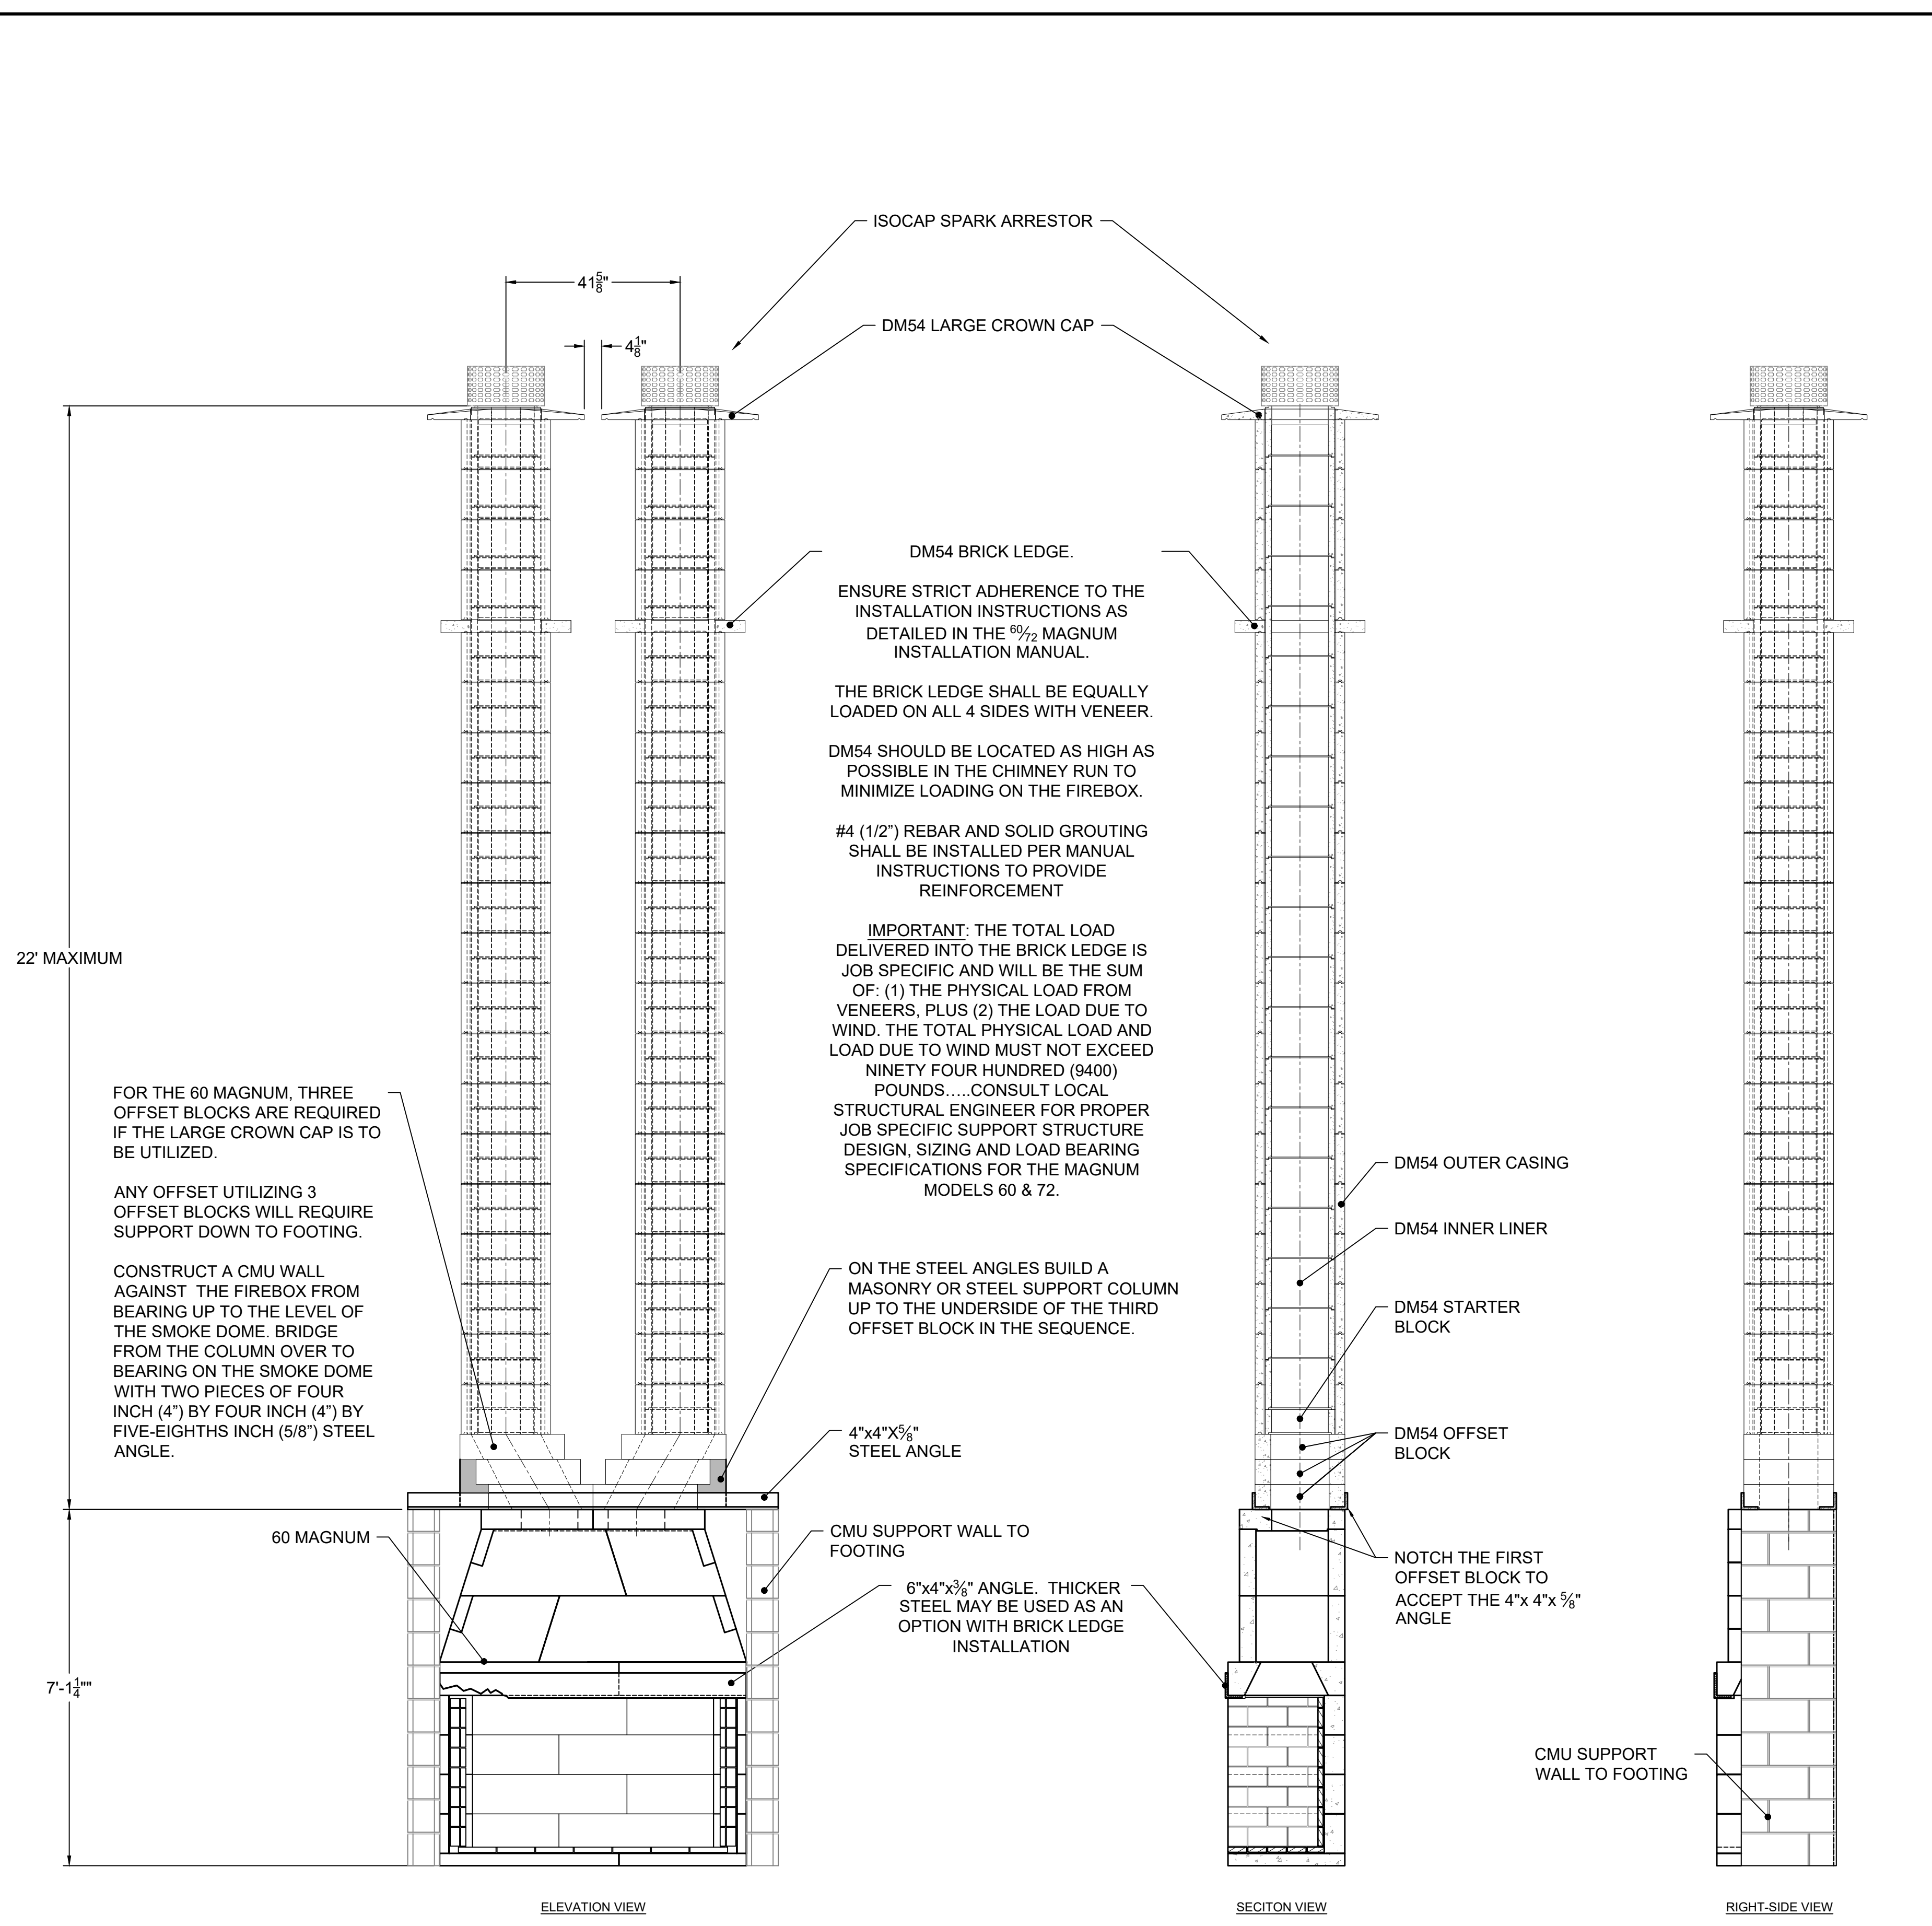 ISOCAP SPARK ARRESTOR
41 5/8"
DM54 LARGE CROWN CAP
4 1/8"
DM54 BRICK LEDGE.
ENSURE STRICT ADHERENCE TO THE
INSTALLATION INSTRUCTIONS AS
DETAILED IN THE 60/72 MAGNUM
INSTALLATION MANUAL.
THE BRICK LEDGE SHALL BE EQUALLY
LOADED ON ALL 4 SIDES WITH VENEER.
DM54 SHOULD BE LOCATED AS HIGH AS
POSSIBLE IN THE CHIMNEY RUN TO
MINIMIZE LOADING ON THE FIREBOX.
#4 (1/2”) REBAR AND SOLID GROUTING
SHALL BE INSTALLED PER MANUAL
INSTRUCTIONS TO PROVIDE
REINFORCEMENT
IMPORTANT: THE TOTAL LOAD
DELIVERED INTO THE BRICK LEDGE IS
JOB SPECIFIC AND WILL BE THE SUM
OF: (1) THE PHYSICAL LOAD FROM
VENEERS, PLUS (2) THE LOAD DUE TO
WIND. THE TOTAL PHYSICAL LOAD AND
LOAD DUE TO WIND MUST NOT EXCEED
NINETY FOUR HUNDRED (9400)
POUNDS…..CONSULT LOCAL
STRUCTURAL ENGINEER FOR PROPER
JOB SPECIFIC SUPPORT STRUCTURE
DESIGN, SIZING AND LOAD BEARING
SPECIFICATIONS FOR THE MAGNUM
MODELS 60 & 72.
22' MAXIMUM
FOR THE 60 MAGNUM, THREE
OFFSET BLOCKS ARE REQUIRED
IF THE LARGE CROWN CAP IS TO
BE UTILIZED.
ANY OFFSET UTILIZING 3
OFFSET BLOCKS WILL REQUIRE
SUPPORT DOWN TO FOOTING.
CONSTRUCT A CMU WALL
AGAINST THE FIREBOX FROM
BEARING UP TO THE LEVEL OF
THE SMOKE DOME. BRIDGE
FROM THE COLUMN OVER TO
BEARING ON THE SMOKE DOME
WITH TWO PIECES OF FOUR
INCH (4”) BY FOUR INCH (4”) BY
FIVE-EIGHTHS INCH (5/8”) STEEL
ANGLE.
ON THE STEEL ANGLES BUILD A
MASONRY OR STEEL SUPPORT COLUMN
UP TO THE UNDERSIDE OF THE THIRD
OFFSET BLOCK IN THE SEQUENCE.
4"x4"X5/8"
STEEL ANGLE
DM54 OUTER CASING
DM54 INNER LINER
DM54 STARTER
BLOCK
DM54 OFFSET
BLOCK
60 MAGNUM
CMU SUPPORT WALL TO
FOOTING
6"x4"x3/8" ANGLE. THICKER
STEEL MAY BE USED AS AN
OPTION WITH BRICK LEDGE
INSTALLATION
NOTCH THE FIRST
OFFSET BLOCK TO
ACCEPT THE 4"x 4"x 5/8"
ANGLE
7'-1 1/4""
CMU SUPPORT
WALL TO FOOTING
ELEVATION VIEW
SECITON VIEW
RIGHT-SIDE VIEW